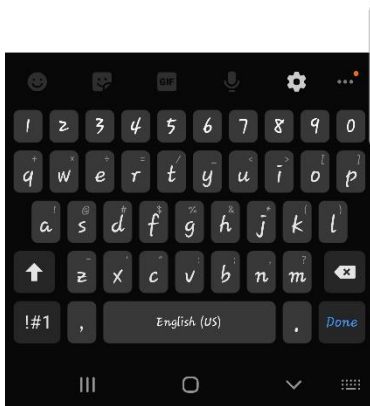 GIF
1 2 3 4 5 6 7 8 9 0
+ × ÷ = / _ < > [ ]
q w e r t y u i o p
! @ # $ % & * ( )
a s d f g h j k l
- ' " : ; , ?
z x c v b n m
!#1 , English (US) . Done